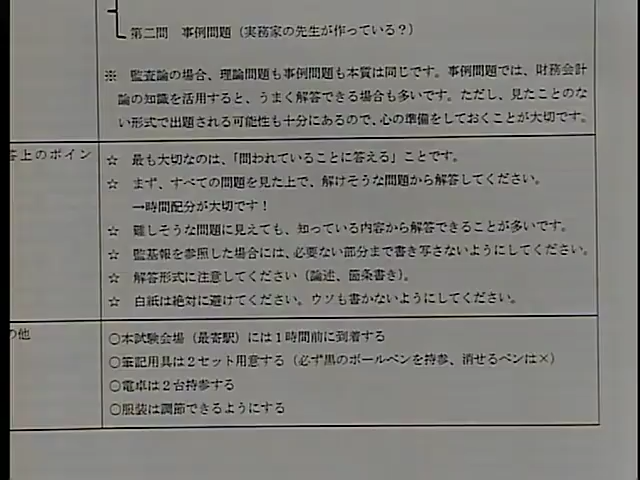 第二問 事例問題（実務家の先生が作っている？）
※ 監査論の場合、理論問題も事例問題も本質は同じです。事例問題では、財務会計
論の知識を活用すると、うまく解答できる場合も多いです。ただし、見たことのな
い形式で出題される可能性も十分にあるので、心の準備をしておくことが大切です。
答上のポイン
☆ 最も大切なのは、「問われていることに答える」ことです。
☆ まず、すべての問題を見た上で、解けそうな問題から解答してください。
→時間配分が大切です！
☆ 難しそうな問題に見えても、知っている内容から解答できることが多いです。
☆ 監基報を参照した場合には、必要ない部分まで書き写さないようにしてください。
☆ 解答形式に注意してください（論述、箇条書き）。
☆ 白紙は絶対に避けてください。ウソも書かないようにしてください。
の他
○本試験会場（最寄駅）には１時間前に到着する
○筆記用具は２セット用意する（必ず黒のボールペンを持参、消せるペンは×）
○電卓は２台持参する
○服装は調節できるようにする